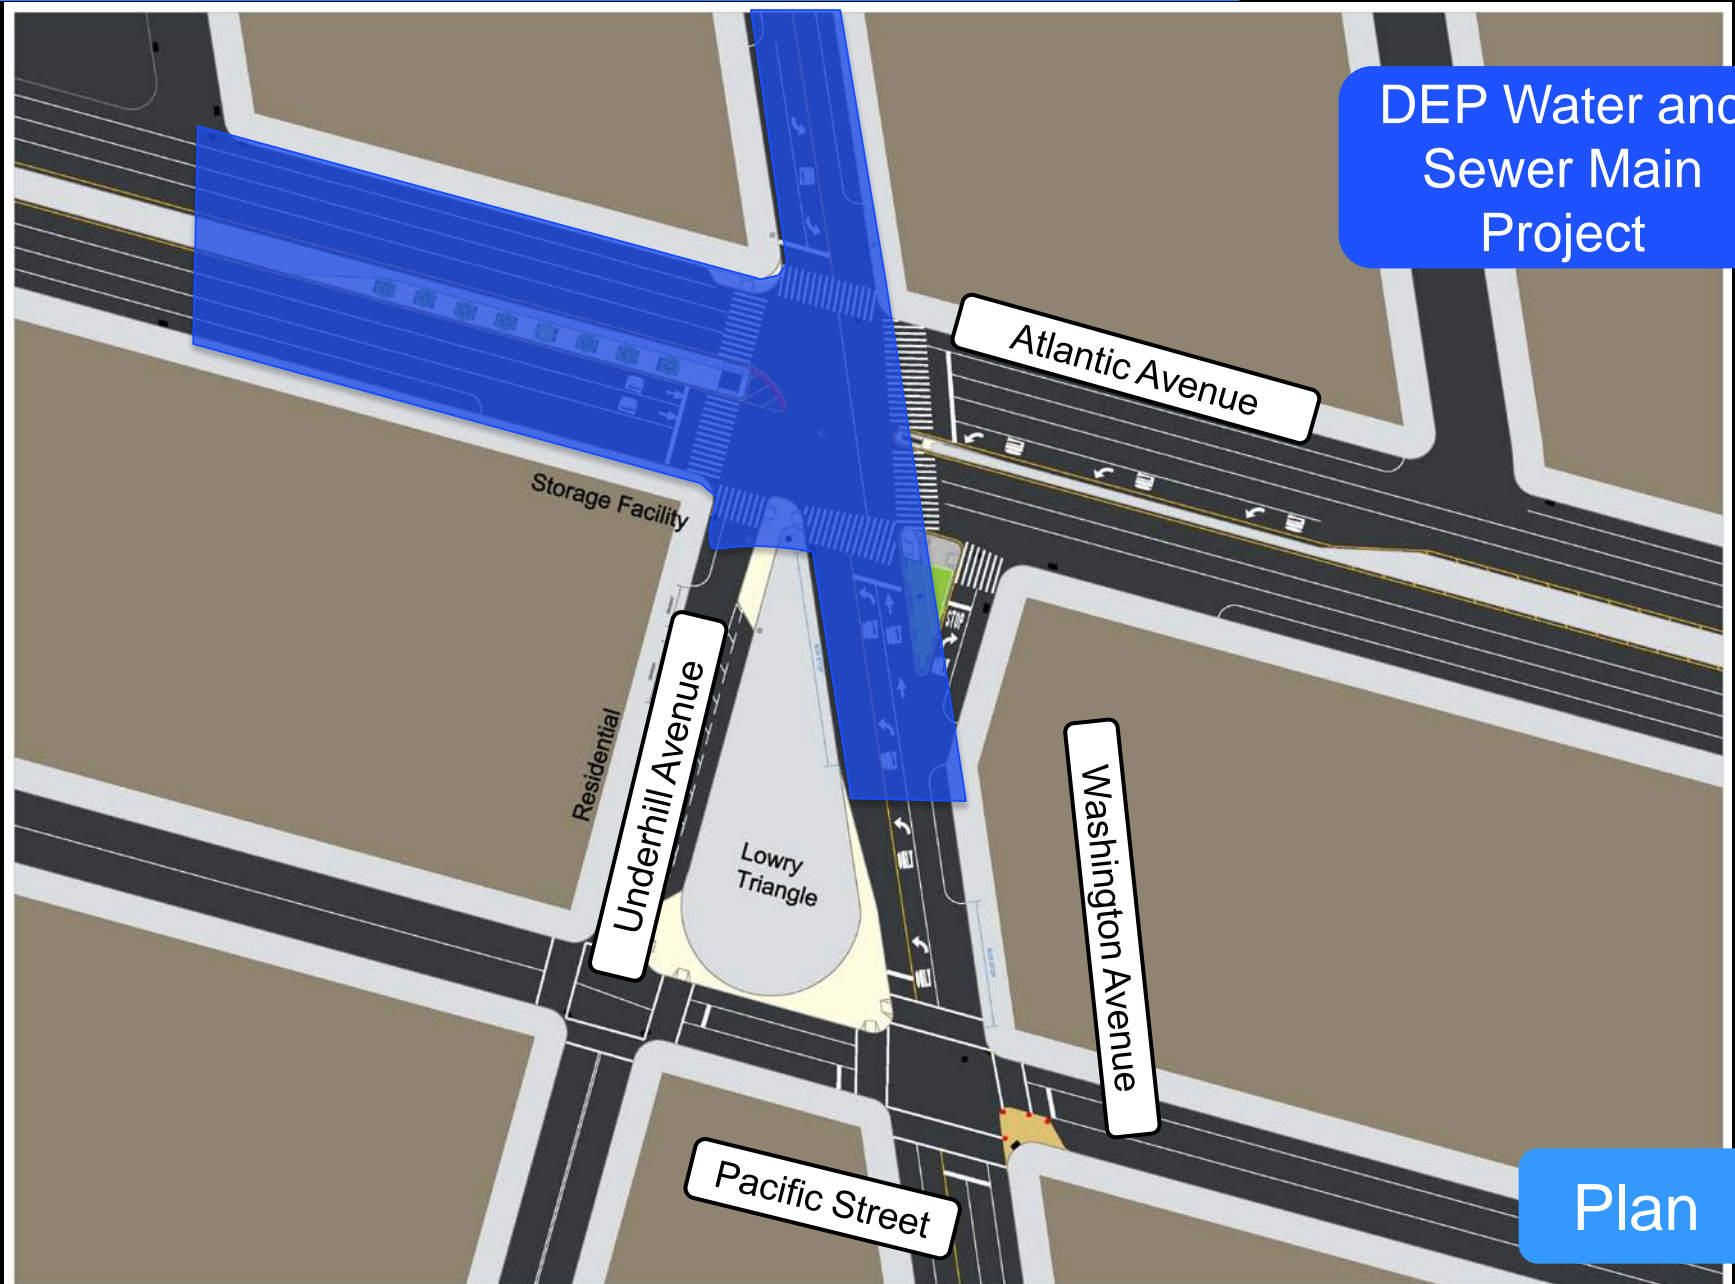 DEP Water and
Sewer Main
Project
Atlantic Avenue
Storage Facility
STOP
Underhill Avenue
Residential
Washington Avenue
Lowry
Triangle
Pacific Street
Plan